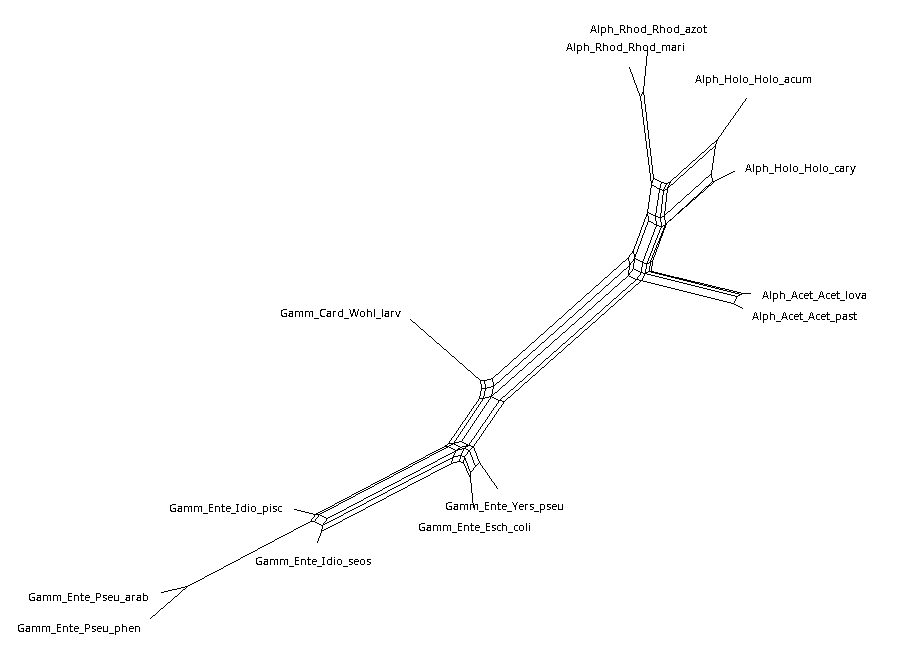 Alph_Rhod_Rhod_azot
Alph_Rhod_Rhod_mari
Alph_Holo_Holo_acum
Alph_Holo_Holo_cary
Alph_Acet_Acet_lova
Alph_Acet_Acet_past
Gamm_Card_Wohl_larv
Gamm_Ente_Yers_pseu
Gamm_Ente_Idio_pisc
Gamm_Ente_Esch_coli
Gamm_Ente_Idio_seos
Gamm_Ente_Pseu_arab
Gamm_Ente_Pseu_phen